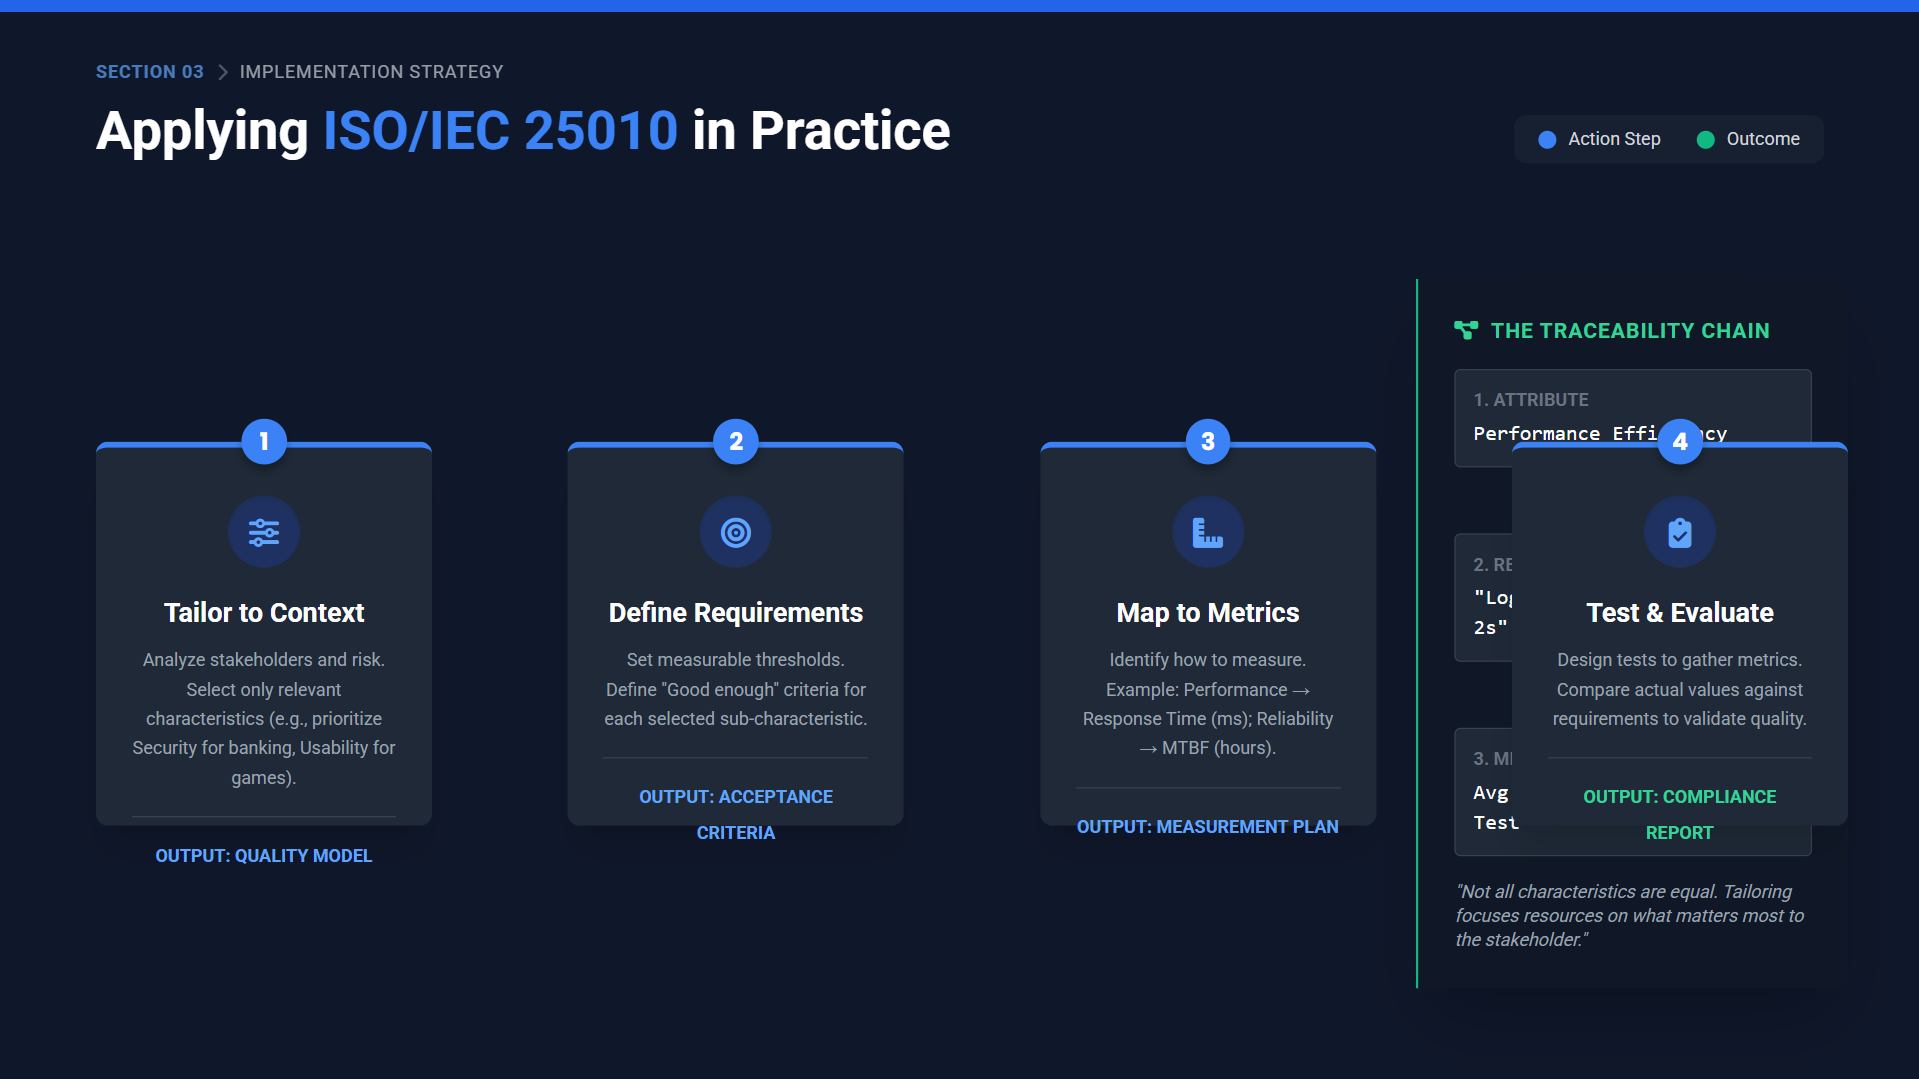 SECTION 03 > IMPLEMENTATION STRATEGY
Applying ISO/IEC 25010 in Practice
Action Step
Outcome
1
Tailor to Context
Analyze stakeholders and risk.
Select only relevant
characteristics (e.g., prioritize
Security for banking, Usability for
games).
OUTPUT: QUALITY MODEL
2
Define Requirements
Set measurable thresholds.
Define "Good enough" criteria for
each selected sub-characteristic.
OUTPUT: ACCEPTANCE
CRITERIA
3
Map to Metrics
Identify how to measure.
Example: Performance →
Response Time (ms); Reliability
→ MTBF (hours).
OUTPUT: MEASUREMENT PLAN
4
Test & Evaluate
Design tests to gather metrics.
Compare actual values against
requirements to validate quality.
OUTPUT: COMPLIANCE
REPORT
THE TRACEABILITY CHAIN
1. ATTRIBUTE
Performance
2.
2s"
3.
Avg
Test
"Not all characteristics are equal. Tailoring
focuses resources on what matters most to
the stakeholder."